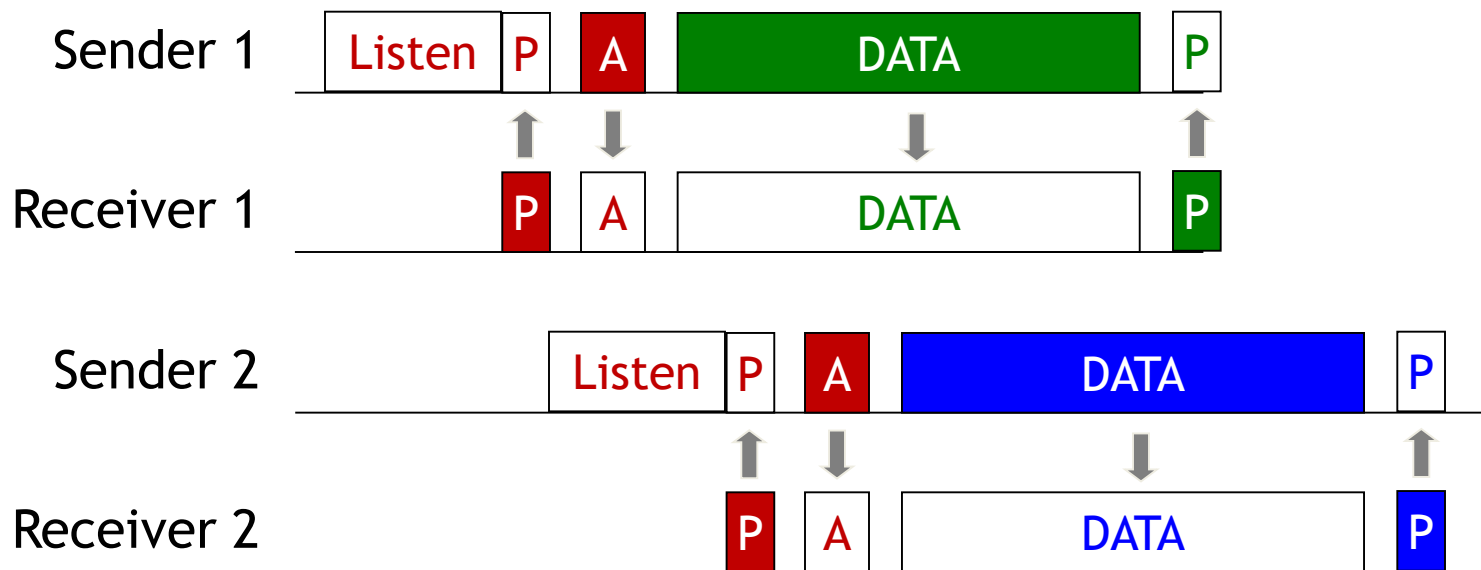 Sender 1 Listen P A DATA P
Receiver 1 P A DATA P
Sender 2 Listen P A DATA P
Receiver 2 P A DATA P